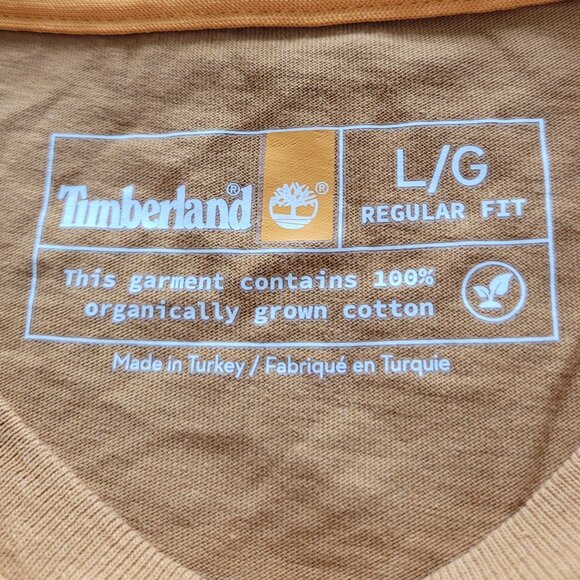 Timberland® ®
L/G
REGULAR FIT
This garment contains 100%
organically grown cotton
Made in Turkey / Fabriqué en Turquie